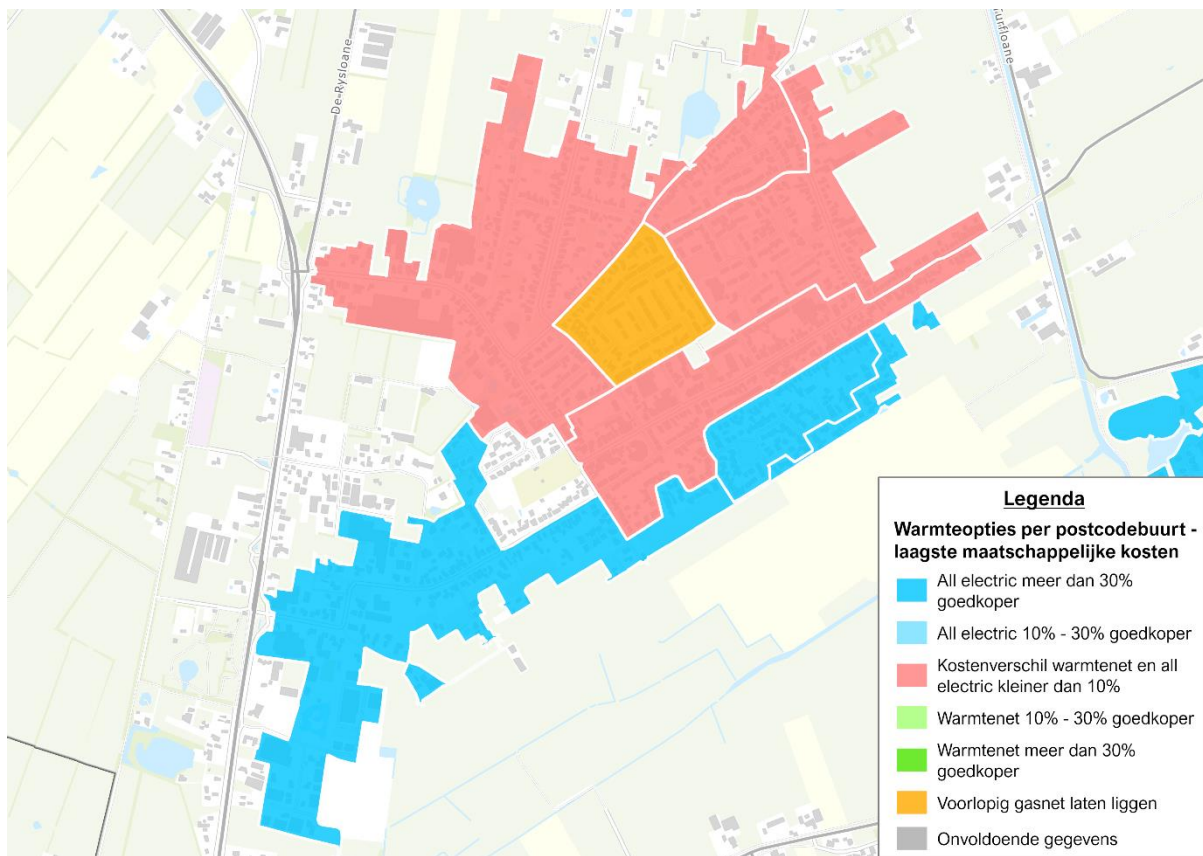 De-Rysloane
urfloane
Legenda
Warmteopties per postcodebuurt -
laagste maatschappelijke kosten
All electric meer dan 30%
goedkoper
All electric 10% - 30% goedkoper
Kostenverschil warmtenet en all
electric kleiner dan 10%
Warmtenet 10% - 30% goedkoper
Warmtenet meer dan 30%
goedkoper
Voorlopig gasnet laten liggen
Onvoldoende gegevens